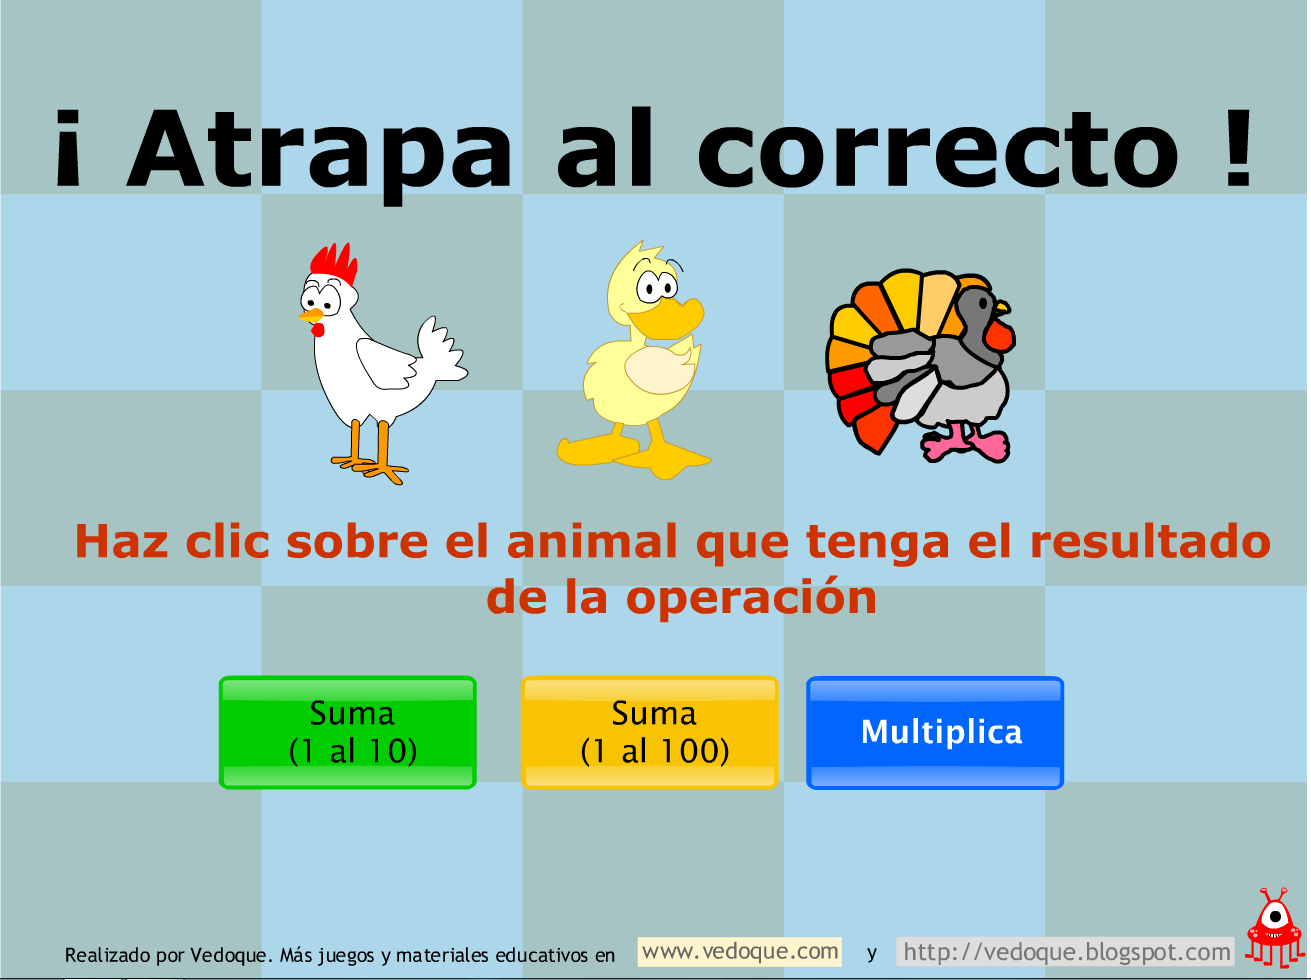 ¡ Atrapa al correcto !
Haz clic sobre el animal que tenga el resultado
de la operación
Suma
(1 al 10)
Suma
(1 al 100)
Multiplica
Realizado por Vedoque. Más juegos y materiales educativos en www.vedoque.com y http://vedoque.blogspot.com